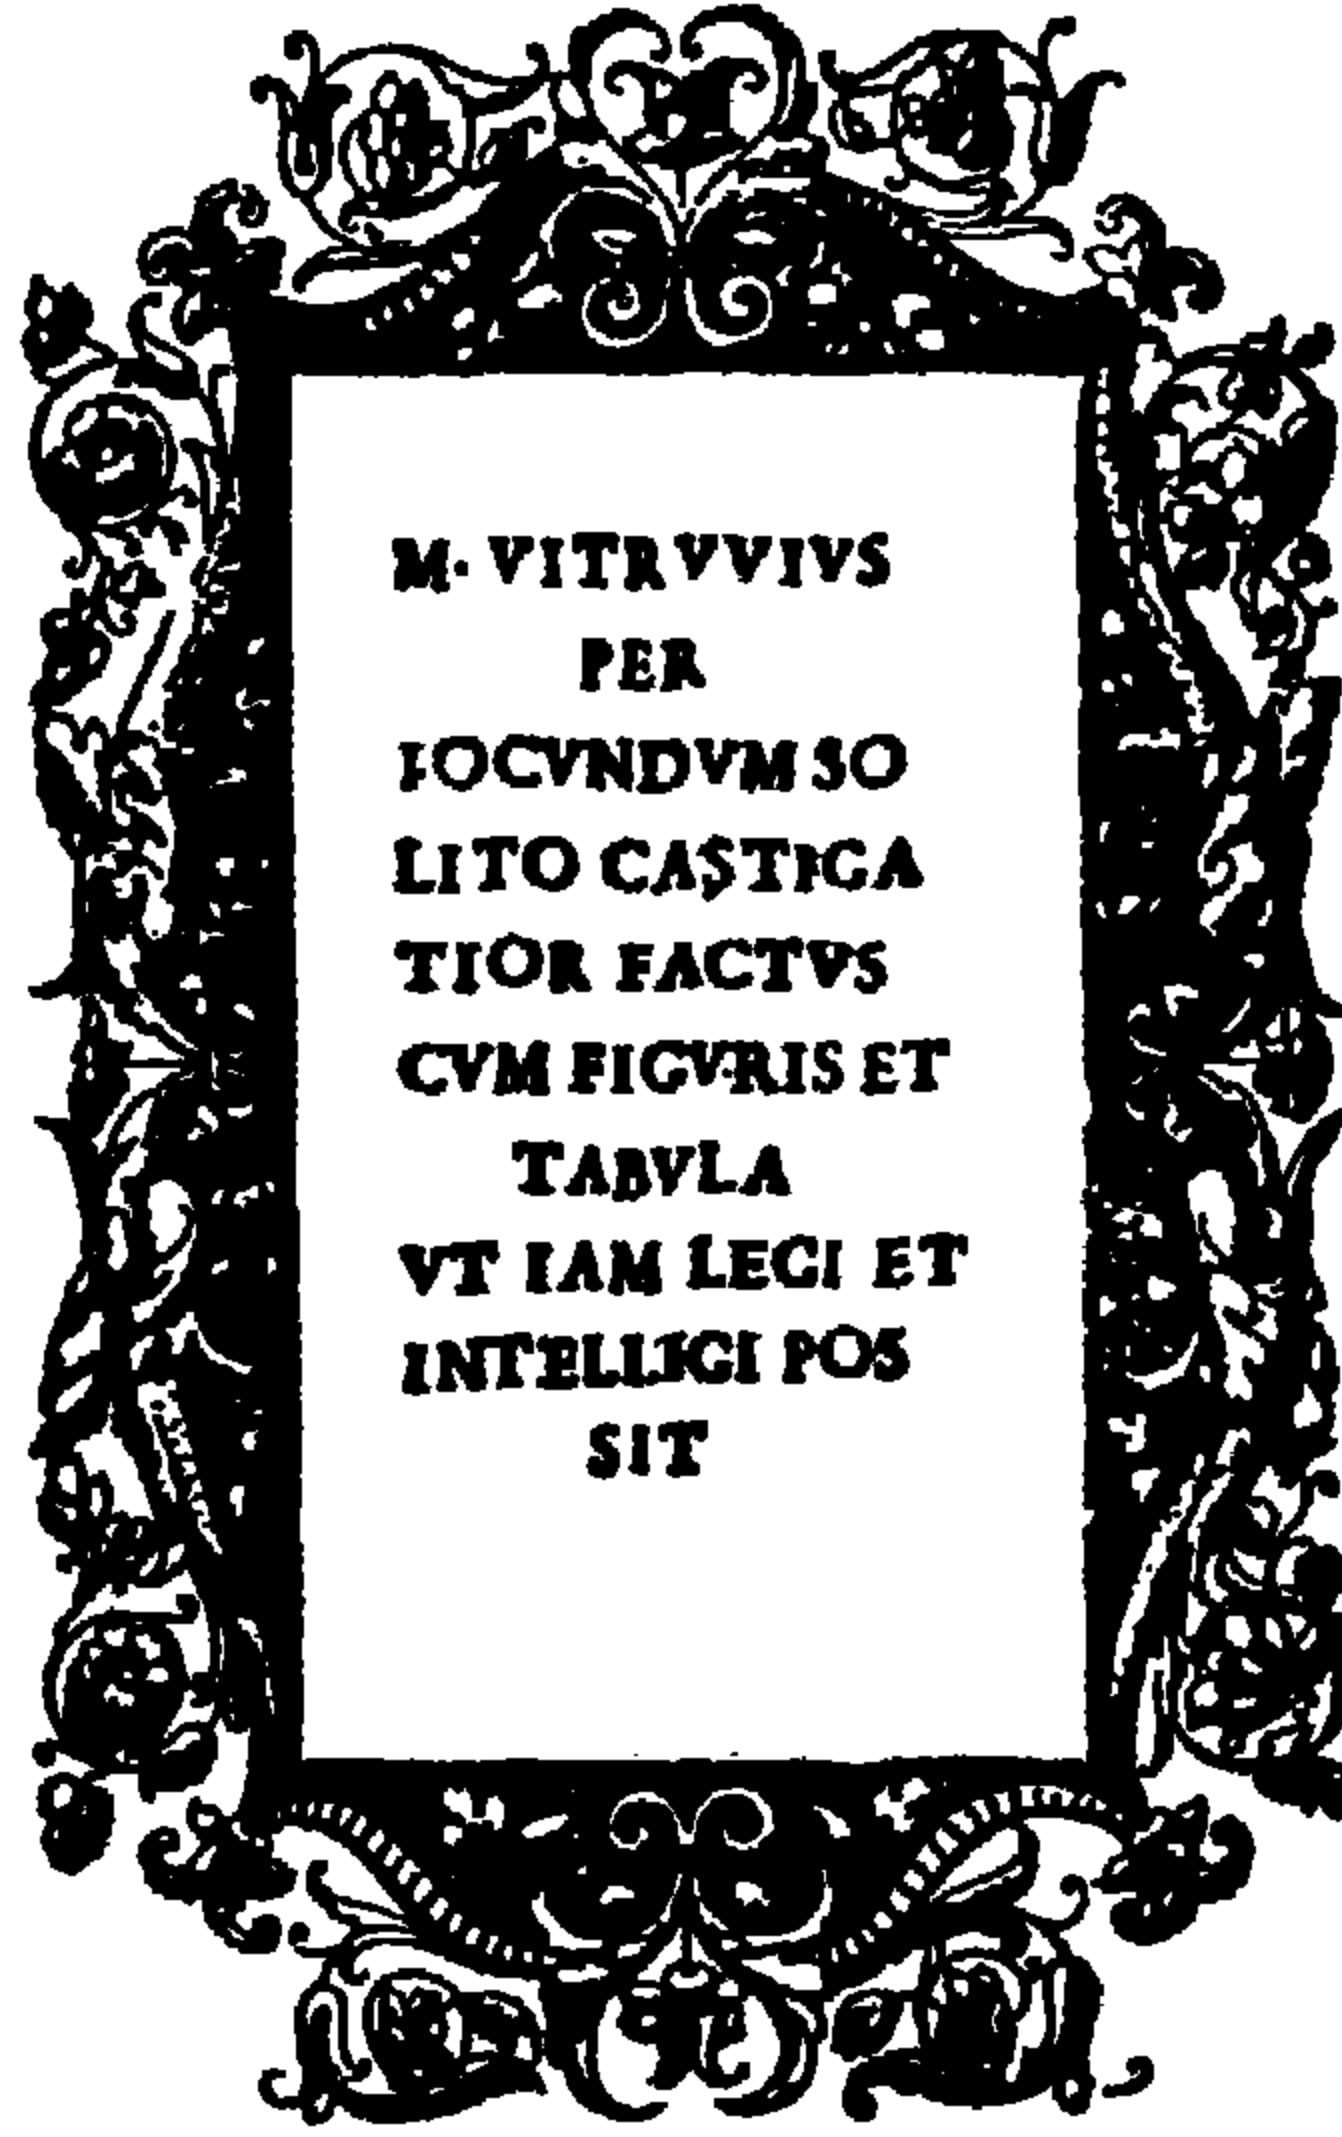 M. VITRVVIVS
PER
IOCVNDVM SO
LITO CASTIGA
TIOR FACTVS
CVM FIGVRIS ET
TABVLA
VT IAM LEGI ET
INTELLIGI POS
SIT